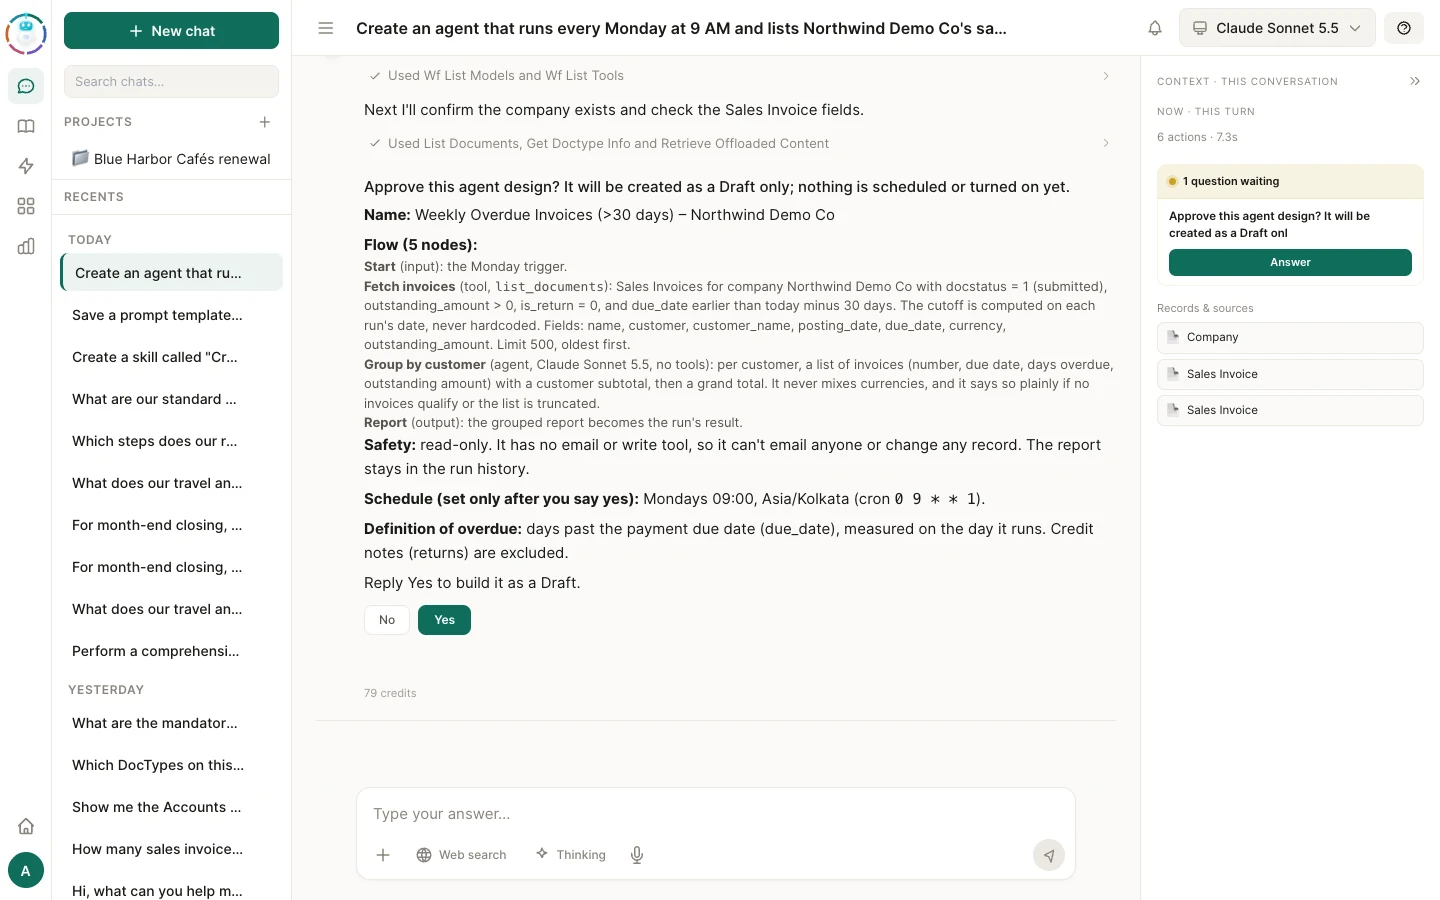 New chat
Search chats...
PROJECTS
Blue Harbor Cafés renewal
RECENTS
TODAY
Create an agent that ru...
Save a prompt template...
Create a skill called "Cr...
What are our standard ...
Which steps does our r...
What does our travel an...
For month-end closing, ...
For month-end closing, ...
What does our travel an...
Perform a comprehensi...
YESTERDAY
What are the mandator...
Which DocTypes on this...
Show me the Accounts ...
How many sales invoice...
Hi, what can you help m...
A
Create an agent that runs every Monday at 9 AM and lists Northwind Demo Co's sa...
Claude Sonnet 5.5
Used Wf List Models and Wf List Tools
Next I'll confirm the company exists and check the Sales Invoice fields.
Used List Documents, Get Doctype Info and Retrieve Offloaded Content
Approve this agent design? It will be created as a Draft only; nothing is scheduled or turned on yet.
Name: Weekly Overdue Invoices (>30 days) – Northwind Demo Co
Flow (5 nodes):
Start (input): the Monday trigger.
Fetch invoices (tool, list_documents): Sales Invoices for company Northwind Demo Co with docstatus = 1 (submitted),
outstanding_amount > 0, is_return = 0, and due_date earlier than today minus 30 days. The cutoff is computed on each
run's date, never hardcoded. Fields: name, customer, customer_name, posting_date, due_date, currency,
outstanding_amount. Limit 500, oldest first.
Group by customer (agent, Claude Sonnet 5.5, no tools): per customer, a list of invoices (number, due date, days overdue,
outstanding amount) with a customer subtotal, then a grand total. It never mixes currencies, and it says so plainly if no
invoices qualify or the list is truncated.
Report (output): the grouped report becomes the run's result.
Safety: read-only. It has no email or write tool, so it can't email anyone or change any record. The report
stays in the run history.
Schedule (set only after you say yes): Mondays 09:00, Asia/Kolkata (cron 0 9 * * 1).
Definition of overdue: days past the payment due date (due_date), measured on the day it runs. Credit
notes (returns) are excluded.
Reply Yes to build it as a Draft.
No
Yes
79 credits
Type your answer...
Web search
Thinking
CONTEXT · THIS CONVERSATION
NOW · THIS TURN
6 actions · 7.3s
1 question waiting
Approve this agent design? It will be
created as a Draft onl
Answer
Records & sources
Company
Sales Invoice
Sales Invoice